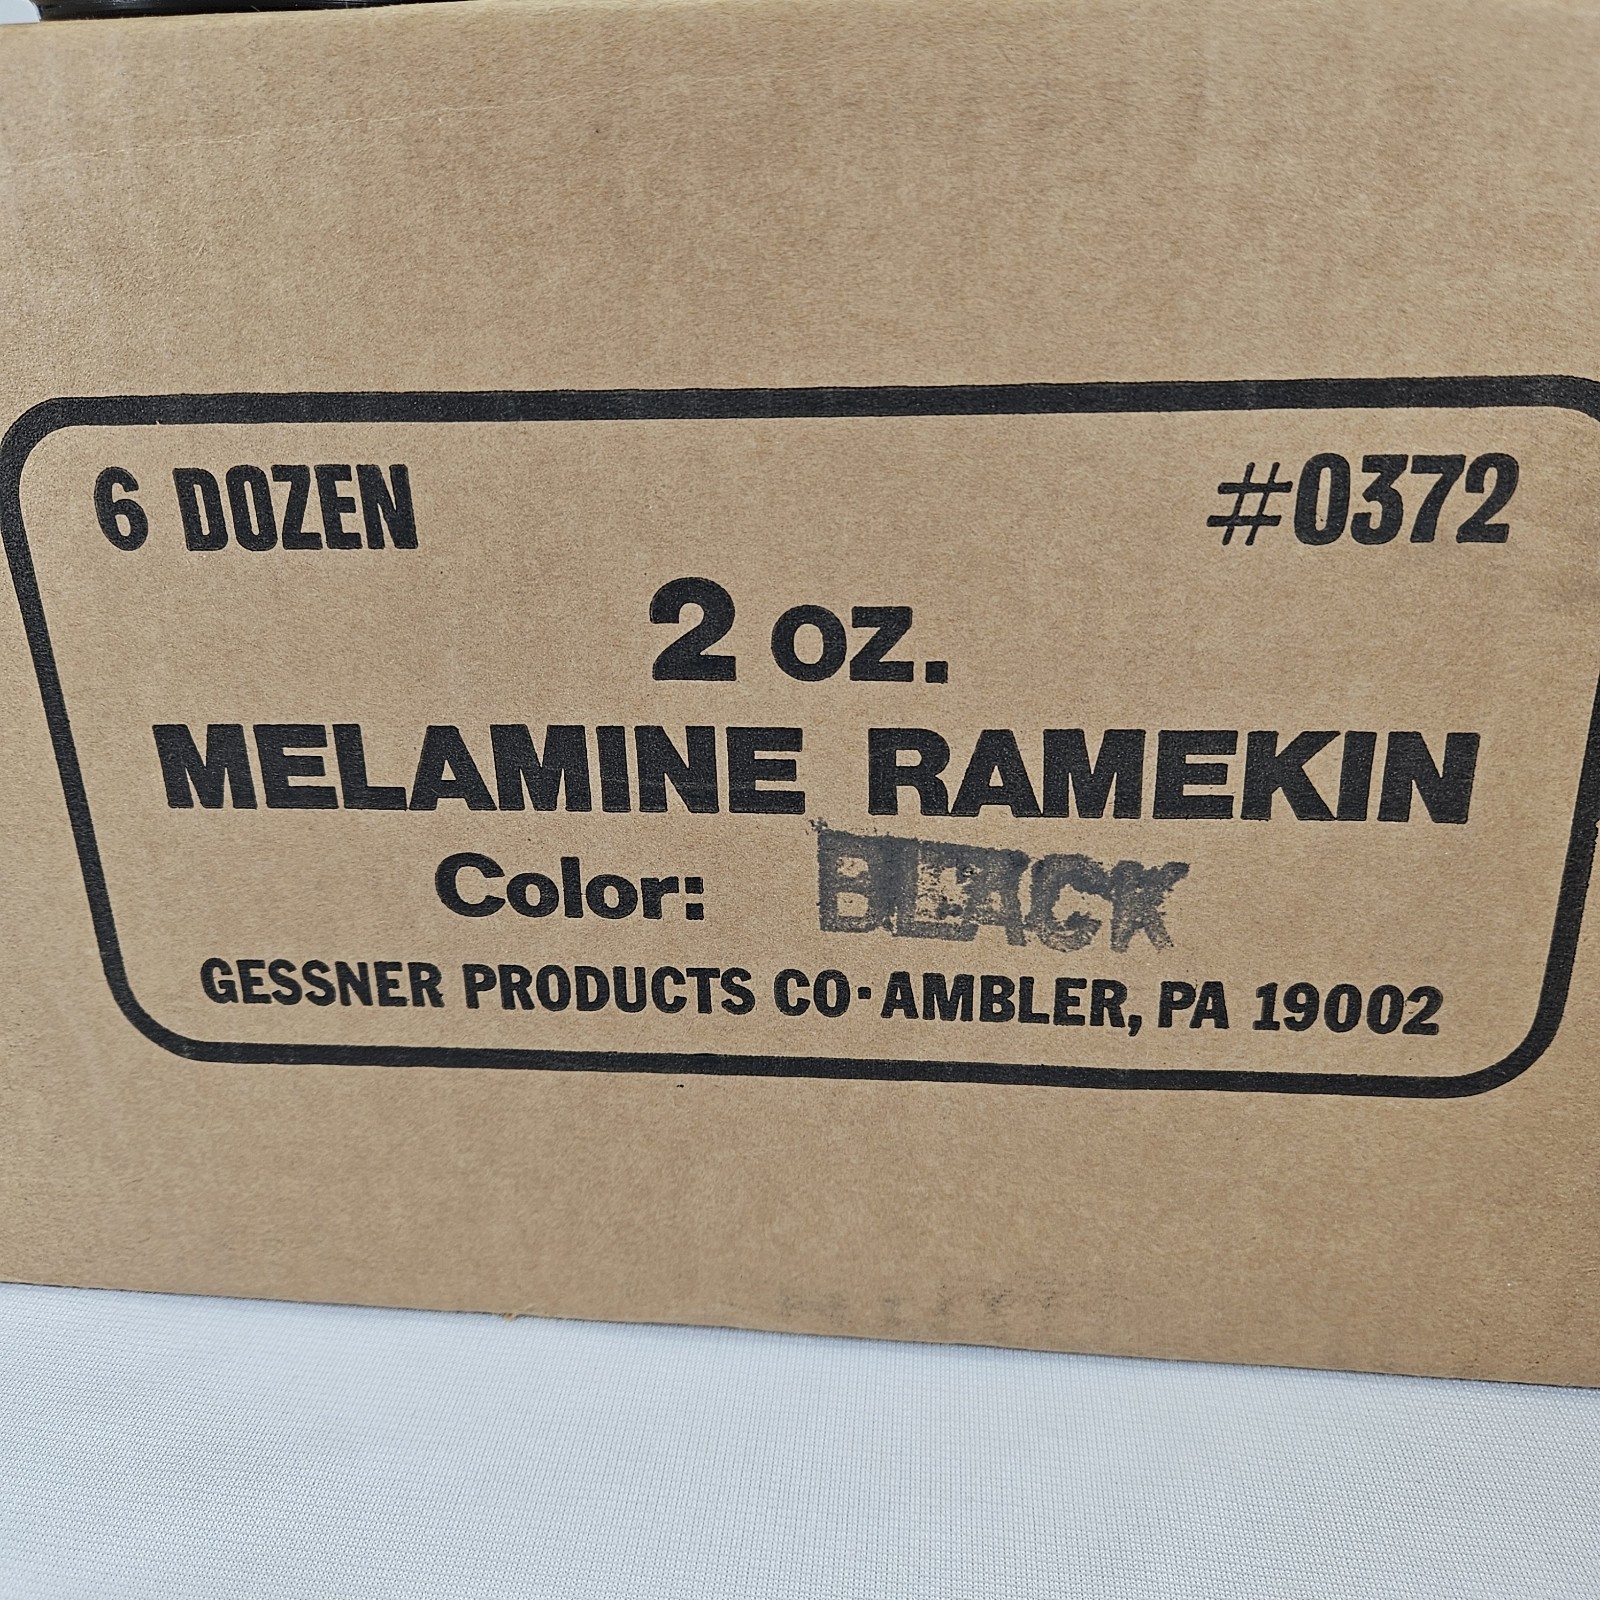 6 DOZEN #0372
2 oz.
MELAMINE RAMEKIN
Color: BLACK
GESSNER PRODUCTS CO·AMBLER, PA 19002